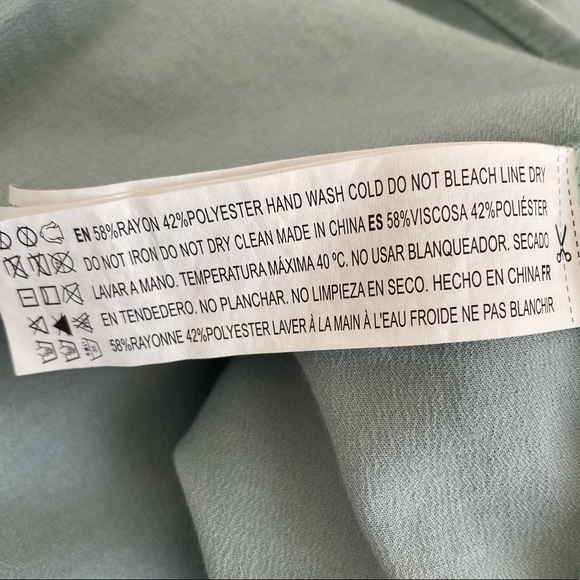 EN 58%RAYON 42%POLYESTER HAND WASH COLD DO NOT BLEACH LINE DRY
DO NOT IRON DO NOT DRY CLEAN MADE IN CHINA ES 58%VISCOSA 42%POLIÉSTER
LAVAR A MANO. TEMPERATURA MÁXIMA 40 ºC. NO USAR BLANQUEADOR. SECADO
EN TENDEDERO. NO PLANCHAR. NO LIMPIEZA EN SECO. HECHO EN CHINA FR
58%RAYONNE 42%POLYESTER LAVER À LA MAIN À L'EAU FROIDE NE PAS BLANCHIR